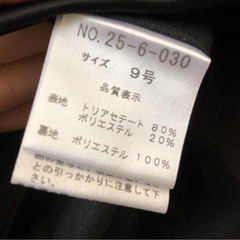 NO.25-6-030
サイズ 9号
品質表示
表地 トリアセテート 80%
ポリエステル 20%
裏地 ポリエステル 100%
との引っかかりに注意して下